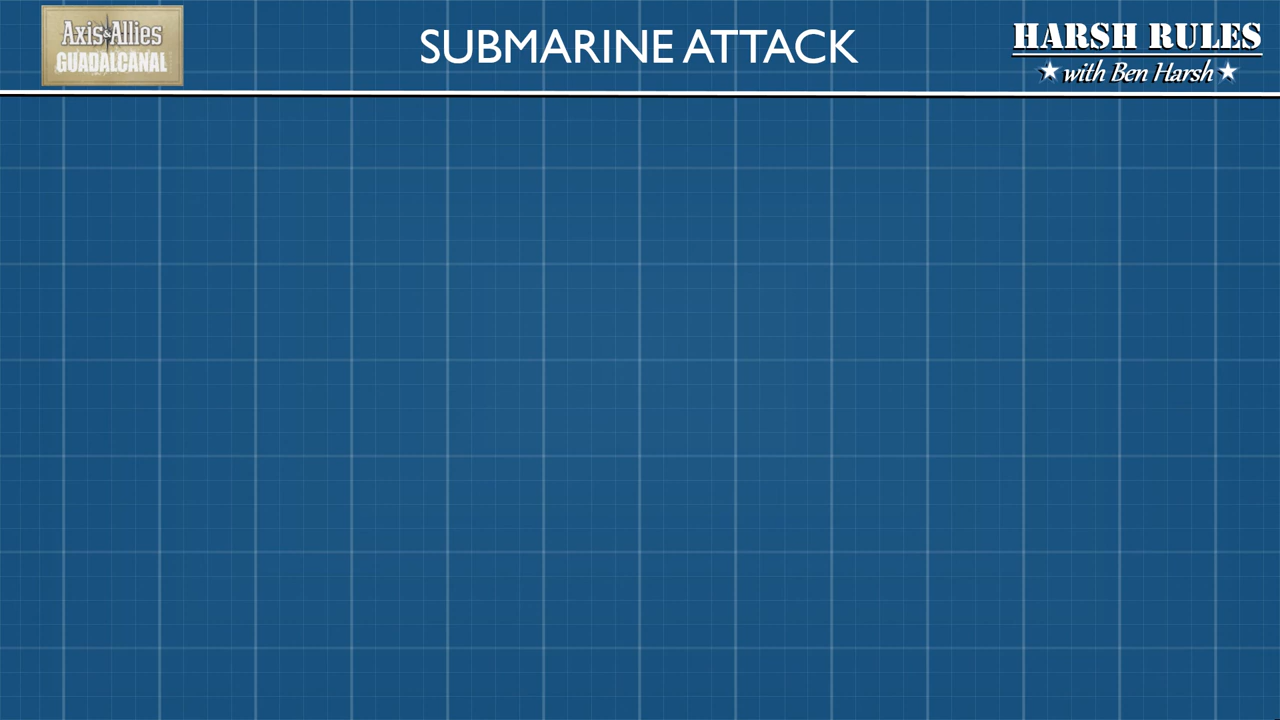 Axis & Allies
GUADALCANAL
SUBMARINE ATTACK
HARSH RULES
with Ben Harsh